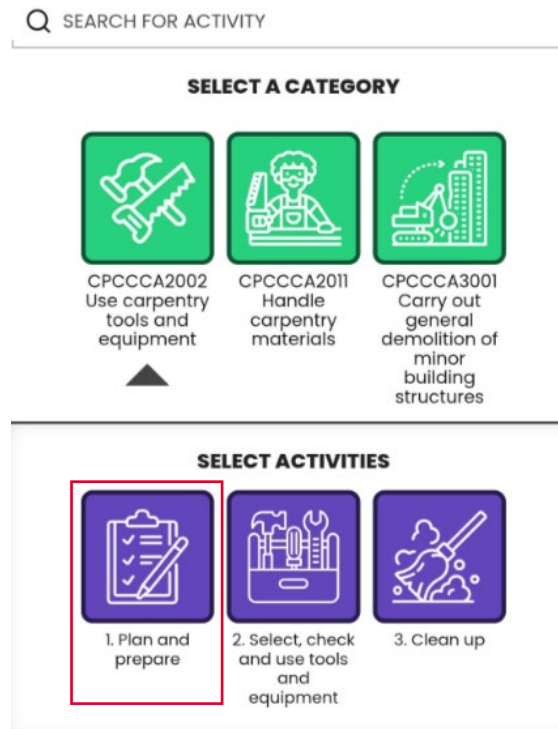 SEARCH FOR ACTIVITY
SELECT A CATEGORY
CPCCCA2002
Use carpentry
tools and
equipment
CPCCCA2011
Handle
carpentry
materials
CPCCCA3001
Carry out
general
demolition of
minor
building
structures
SELECT ACTIVITIES
1. Plan and
prepare
2. Select, check
and use tools
and
equipment
3. Clean up